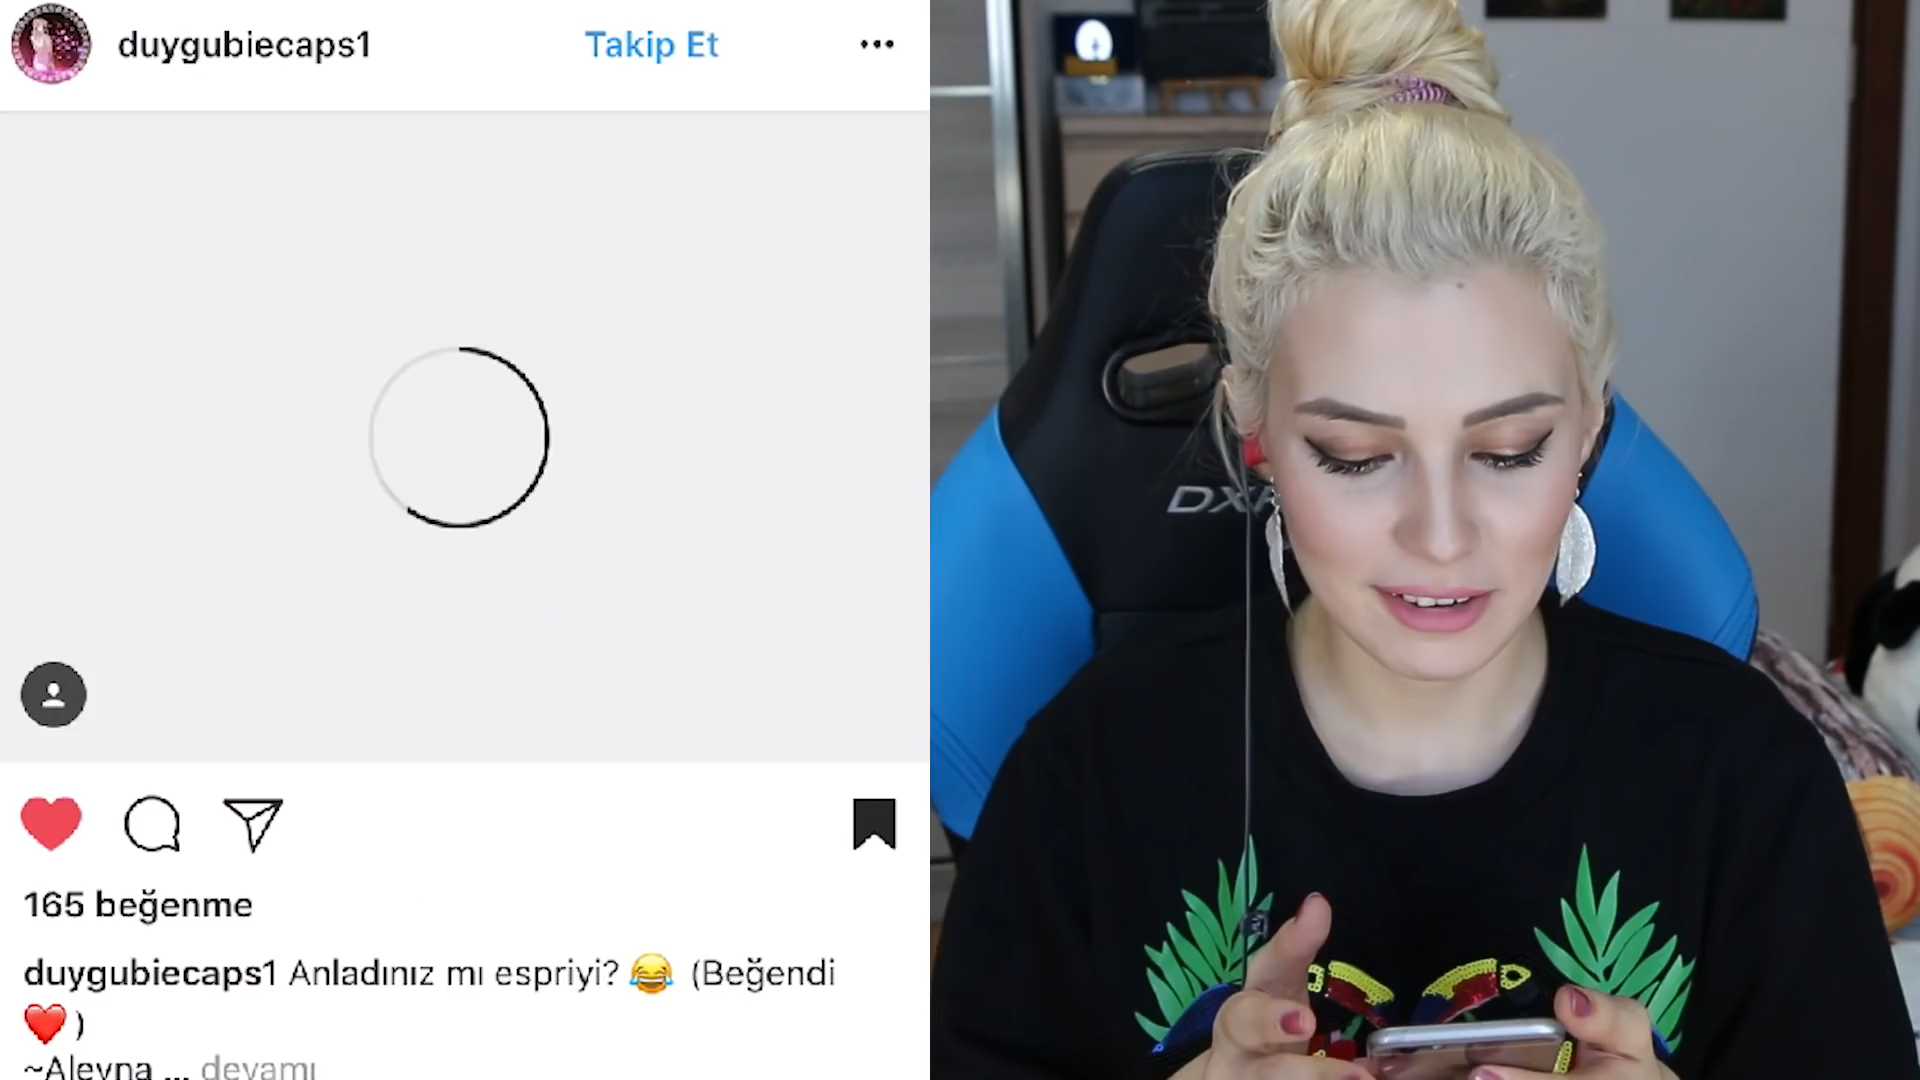 duygubiecaps1
Takip Et
165 beğenme
duygubiecaps1 Anladınız mı espriyi? 😂 (Beğendi
❤️ )
~Aleyna ... devamı